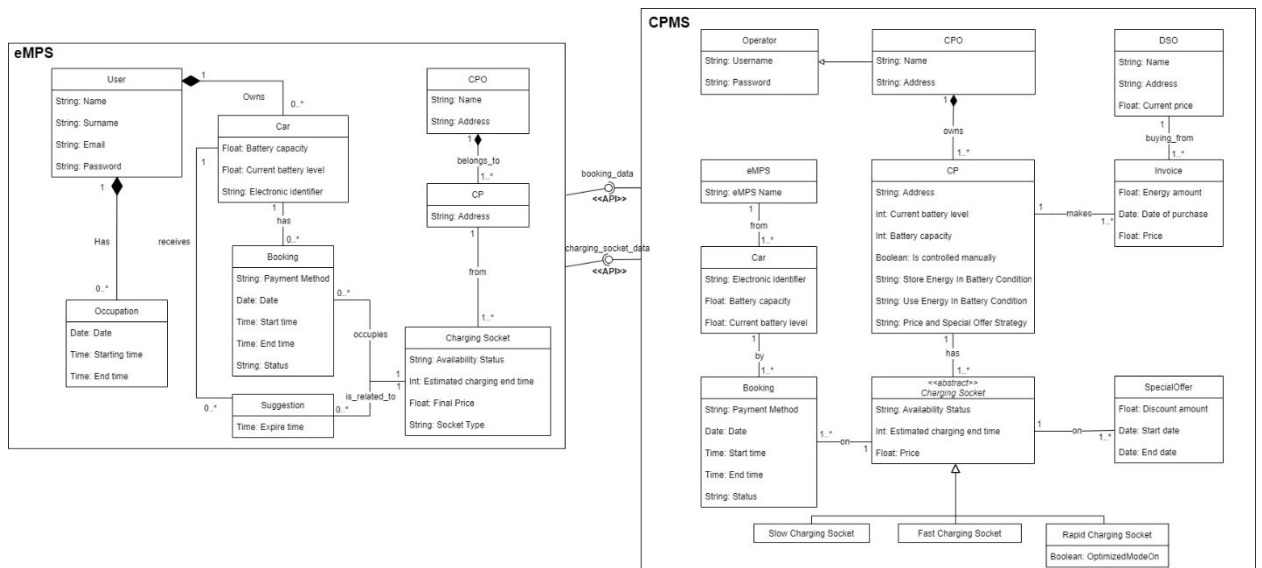 eMPS
User
String: Name
String: Surname
String: Email
String: Password
1
Owns
0..*
Car
Float: Battery capacity
Float: Current battery level
String: Electronic identifier
1
1
has
0..*
Booking
String: Payment Method
Date: Date
Time: Start time
Time: End time
String: Status
1
Has
0..*
receives
0..*
Occupation
Date: Date
Time: Starting time
Time: End time
Suggestion
Time: Expire time
0..*
occupies
1
1
is_related_to
0..*
CPO
String: Name
String: Address
1
belongs_to
1..*
CP
String: Address
1
from
1..*
Charging Socket
String: Availability Status
Int: Estimated charging end time
Float: Final Price
String: Socket Type
booking_data
<<API>>
charging_socket_data
<<API>>
CPMS
Operator
String: Username
String: Password
CPO
String: Name
String: Address
1
owns
1..*
DSO
String: Name
String: Address
Float: Current price
1
buying_from
1..*
eMPS
String: eMPS Name
1
from
1..*
Car
String: Electronic identifier
Float: Battery capacity
Float: Current battery level
1
by
1..*
Booking
String: Payment Method
Date: Date
Time: Start time
Time: End time
String: Status
1..*
on
1
CP
String: Address
Int: Current battery level
Int: Battery capacity
Boolean: Is controlled manually
String: Store Energy In Battery Condition
String: Use Energy In Battery Condition
String: Price and Special Offer Strategy
1
makes
1..*
Invoice
Float: Energy amount
Date: Date of purchase
Float: Price
1
has
1..*
<<abstract>>
Charging Socket
String: Availability Status
Int: Estimated charging end time
Float: Price
1
on
1..*
SpecialOffer
Float: Discount amount
Date: Start date
Date: End date
Slow Charging Socket
Fast Charging Socket
Rapid Charging Socket
Boolean: OptimizedModeOn